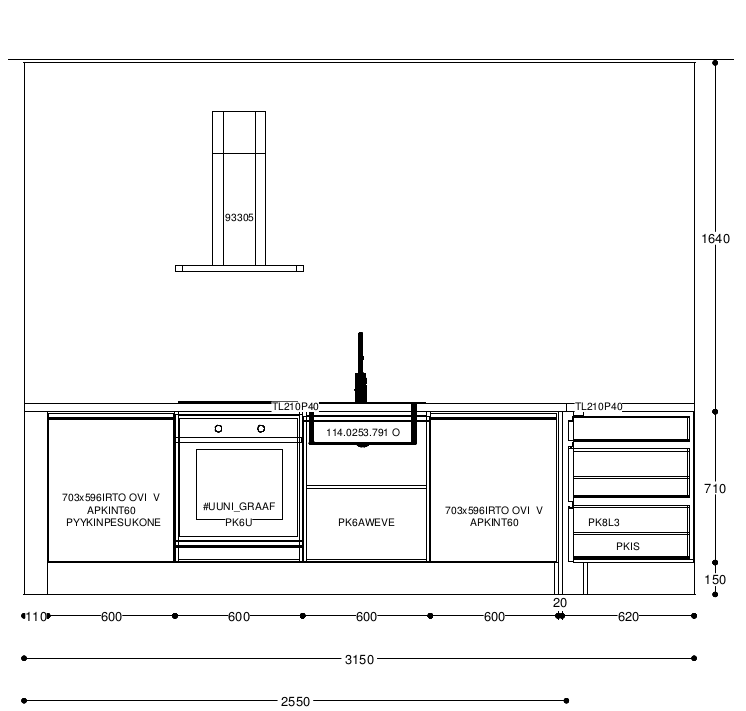 93305
1640
TL210P40
TL210P40
114.0253.791 O
703x596IRTO OVI V
APKINT60
PYYKINPESUKONE
#UUNI_GRAAF
PK6U
PK6AWEVE
703x596IRTO OVI V
APKINT60
PK8L3
PKIS
710
150
20
110
600
600
600
600
620
3150
2550